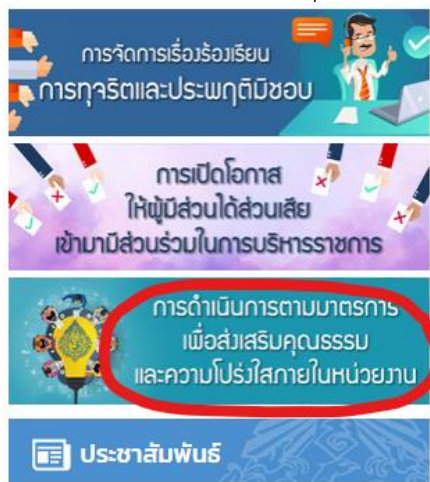 การจัดการเรื่องร้องเรียน
การทุจริตและประพฤติมิชอบ
การเปิดโอกาส
ให้ผู้มีส่วนได้ส่วนเสีย
เข้ามามีส่วนร่วมในการบริหารราชการ
การดำเนินการตามมาตรการ
เพื่อส่งเสริมคุณธรรม
และความโปร่งใสภายในหน่วยงาน
ประชาสัมพันธ์